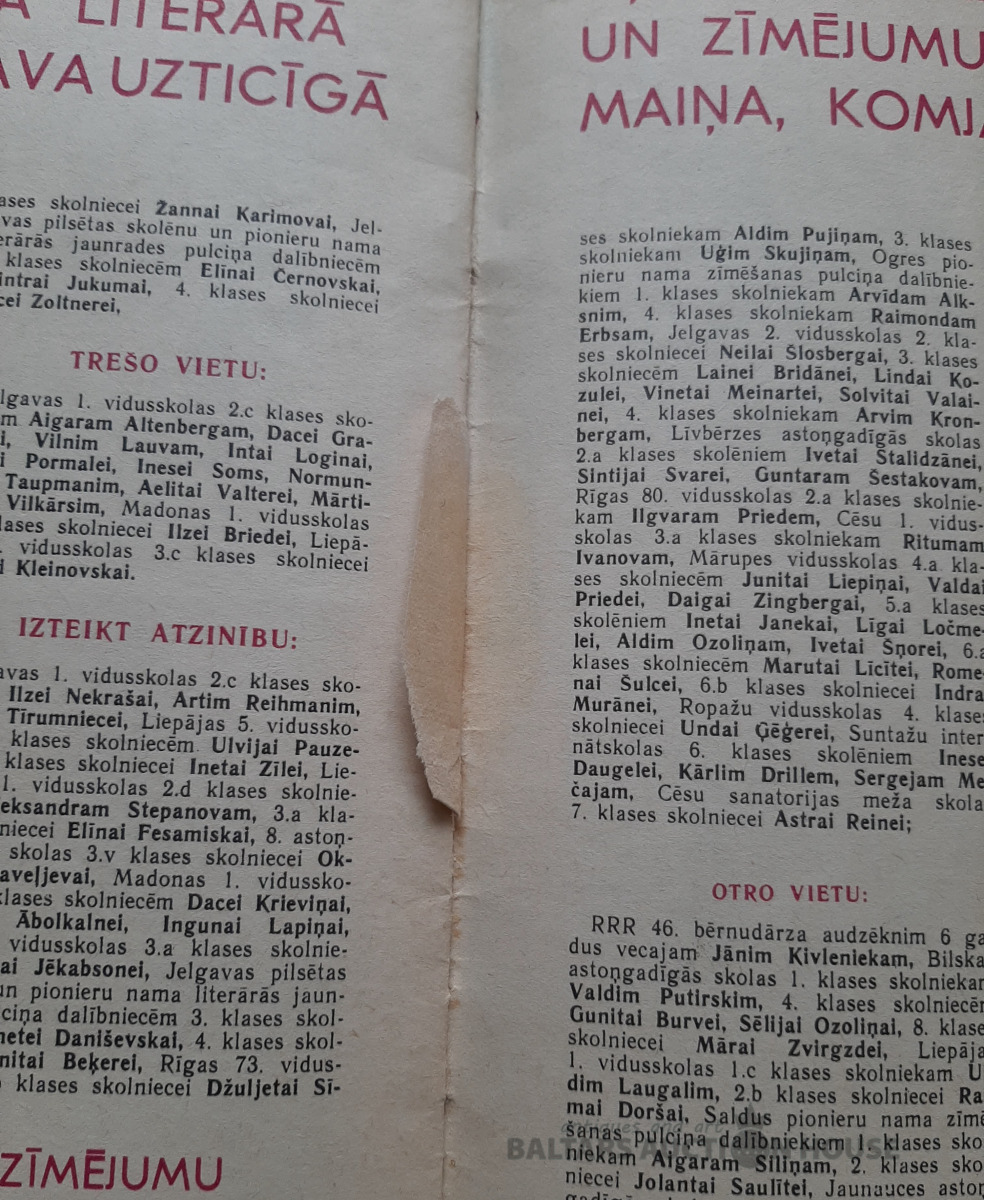 LITERĀRĀ
AVA UZTICĪGĀ
ases skolniecei Žannai Karimovai, Jel-
vas pilsētas skolēnu un pionieru nama
erārās jaunrades pulciņa dalībniecēm
klases skolniecēm Elīnai Černovskai,
intrai Jukumai, 4. klases skolniecei
cei Zoltnerei,
TREŠO VIETU:
lgavas 1. vidusskolas 2.c klases sko-
m Aigaram Altenbergam, Dacei Gra-
i, Vilnim Lauvam, Intai Loginai,
i Pormalei, Inesei Soms, Normun-
Taupmanim, Aelitai Valterei, Mārti-
Vilkārsim, Madonas 1. vidusskolas
lases skolniecei Ilzei Briedei, Liepā-
. vidusskolas 3.c klases skolniecei
i Kleinovskai.
IZTEIKT ATZINĪBU:
avas 1. vidusskolas 2.c klases sko-
Ilzei Nekrašai, Artim Reihmanim,
Tīrumniecei, Liepājas 5. vidussko-
klases skolniecēm Ulvijai Pauze-
klases skolniecei Inetai Zīlei, Lie-
1. vidusskolas 2.d klases skolnie-
eksandram Stepanovam, 3.a kla-
niecei Elīnai Fesamiskai, 8. astoņ-
skolas 3.v klases skolniecei Ok-
aveļjevai, Madonas 1. vidussko-
klases skolniecēm Dacei Krieviņai,
Ābolkalnei, Ingunai Lapiņai,
vidusskolas 3.a klases skolnie-
ai Jēkabsonei, Jelgavas pilsētas
un pionieru nama literārās jaun-
ciņa dalībniecēm 3. klases skol-
netei Daniševskai, 4. klases skol-
nitai Beķerei, Rīgas 73. vidus-
klases skolniecei Džuljetai Sī-
ZĪMĒJUMU
UN ZĪMĒJUMU
MAIŅA, KOMJA
ses skolniekam Aldim Pujiņam, 3. klases
skolniekam Uģim Skujiņam, Ogres pio-
nieru nama zīmēšanas pulciņa dalībnie-
kiem 1. klases skolniekam Arvīdam Alk-
snim, 4. klases skolniekam Raimondam
Erbsam, Jelgavas 2. vidusskolas 2. kla-
ses skolniecei Neilai Šlosbergai, 3. klases
skolniecēm Lainei Bridānei, Lindai Ko-
zulei, Vinetai Meinartei, Solvitai Valai-
nei, 4. klases skolniekam Arvim Kron-
bergam, Līvbērzes astoņgadīgās skolas
2.a klases skolēniem Ivetai Štalidzānei,
Sintijai Svarei, Guntaram Šestakovam,
Rīgas 80. vidusskolas 2.a klases skolnie-
kam Ilgvaram Priedem, Cēsu 1. vidus-
skolas 3.a klases skolniekam Ritumam
Ivanovam, Mārupes vidusskolas 4.a kla-
ses skolniecēm Junitai Liepiņai, Valdai
Priedei, Daigai Zingbergai, 5.a klases
skolēniem Inetai Janekai, Līgai Ločme-
lei, Aldim Ozoliņam, Ivetai Šņorei, 6.a
klases skolniecēm Marutai Licītei, Rome-
nai Šulcei, 6.b klases skolniecei Indra
Murānei, Ropažu vidusskolas 4. klases
skolniecei Undai Ģēģerei, Suntažu inter
nātskolas 6. klases skolēniem Inese
Daugelei, Kārlim Drillem, Sergejam Me
čajam, Cēsu sanatorijas meža skola
7. klases skolniecei Astrai Reinei;
OTRO VIETU:
RRR 46. bērnudārza audzēknim 6 ga
dus vecajam Jānim Kivleniekam, Bilska
astoņgadīgās skolas 1. klases skolniekam
Valdim Putirskim, 4. klases skolniecēm
Gunitai Burvei, Sēlijai Ozoliņai, 8. klase
skolniecei Mārai Zvirgzdei, Liepāja
1. vidusskolas 1.c klases skolniekam U
dim Laugalim, 2.b klases skolniecei Ra
mai Doršai, Saldus pionieru nama zīmē
šanas pulciņa dalībniekiem 1. klases sko
niekam Aigaram Siliņam, 2. klases sko
niecei Jolantai Saulītei, Jaunauces aston
antiques and art
BALTARS AUCTION HOUSE